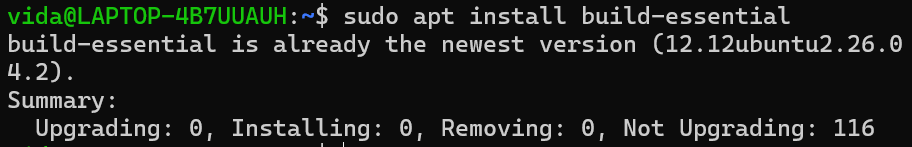 vida@LAPTOP-4B7UUAUH:~$ sudo apt install build-essential
build-essential is already the newest version (12.12ubuntu2.26.0
4.2).
Summary:
  Upgrading: 0, Installing: 0, Removing: 0, Not Upgrading: 116